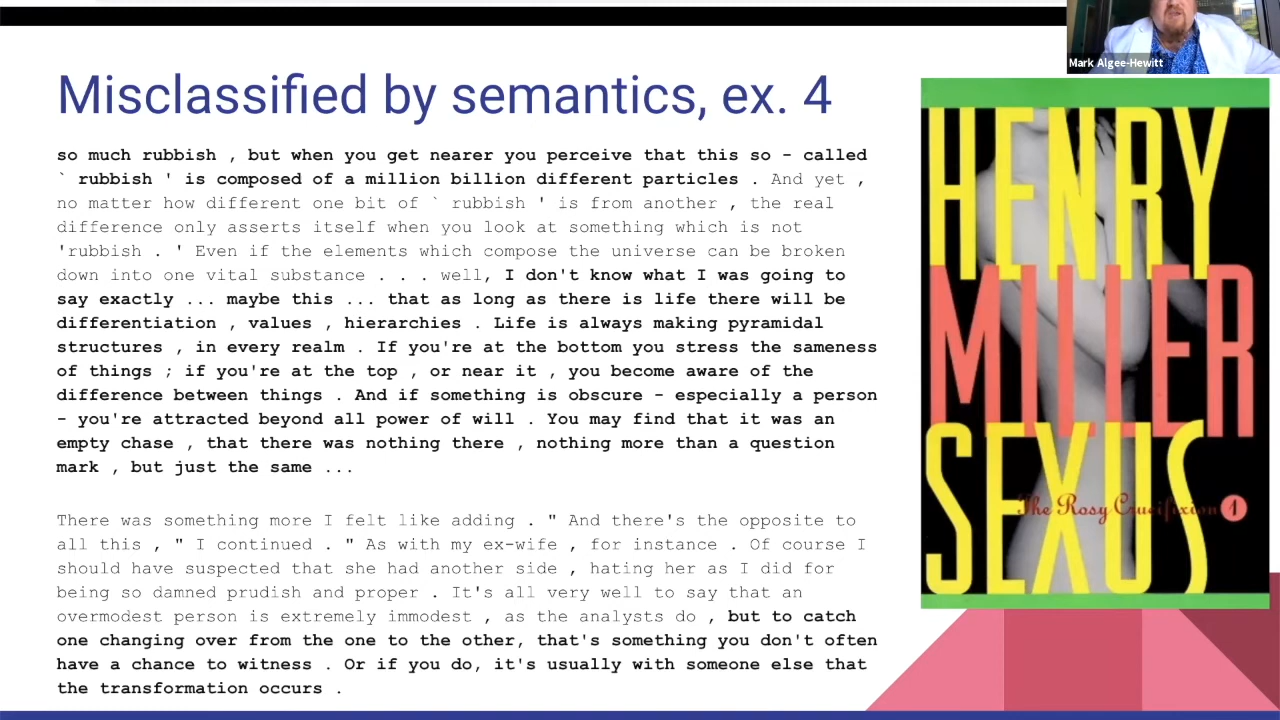 Mark Algee-Hewitt
Misclassified by semantics, ex. 4
so much rubbish , but when you get nearer you perceive that this so - called
` rubbish ' is composed of a million billion different particles . And yet ,
no matter how different one bit of ` rubbish ' is from another , the real
difference only asserts itself when you look at something which is not
'rubbish . ' Even if the elements which compose the universe can be broken
down into one vital substance . . . well, I don't know what I was going to
say exactly ... maybe this ... that as long as there is life there will be
differentiation , values , hierarchies . Life is always making pyramidal
structures , in every realm . If you're at the bottom you stress the sameness
of things ; if you're at the top , or near it , you become aware of the
difference between things . And if something is obscure - especially a person
- you're attracted beyond all power of will . You may find that it was an
empty chase , that there was nothing there , nothing more than a question
mark , but just the same ...
There was something more I felt like adding . " And there's the opposite to
all this , " I continued . " As with my ex-wife , for instance . Of course I
should have suspected that she had another side , hating her as I did for
being so damned prudish and proper . It's all very well to say that an
overmodest person is extremely immodest , as the analysts do , but to catch
one changing over from the one to the other, that's something you don't often
have a chance to witness . Or if you do, it's usually with someone else that
the transformation occurs .
HENRY
MILLER
SEXUS
The Rosy Crucifixion 1